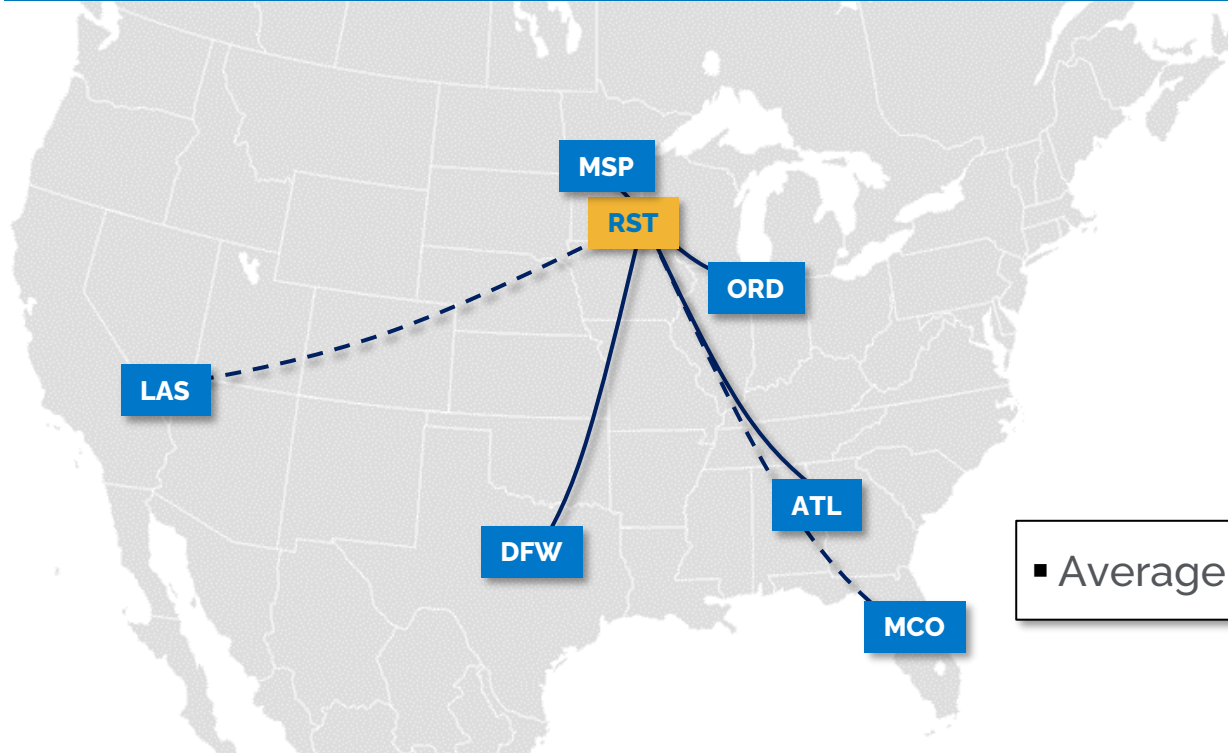 MSP
RST
ORD
LAS
ATL
DFW
▪ Average
MCO